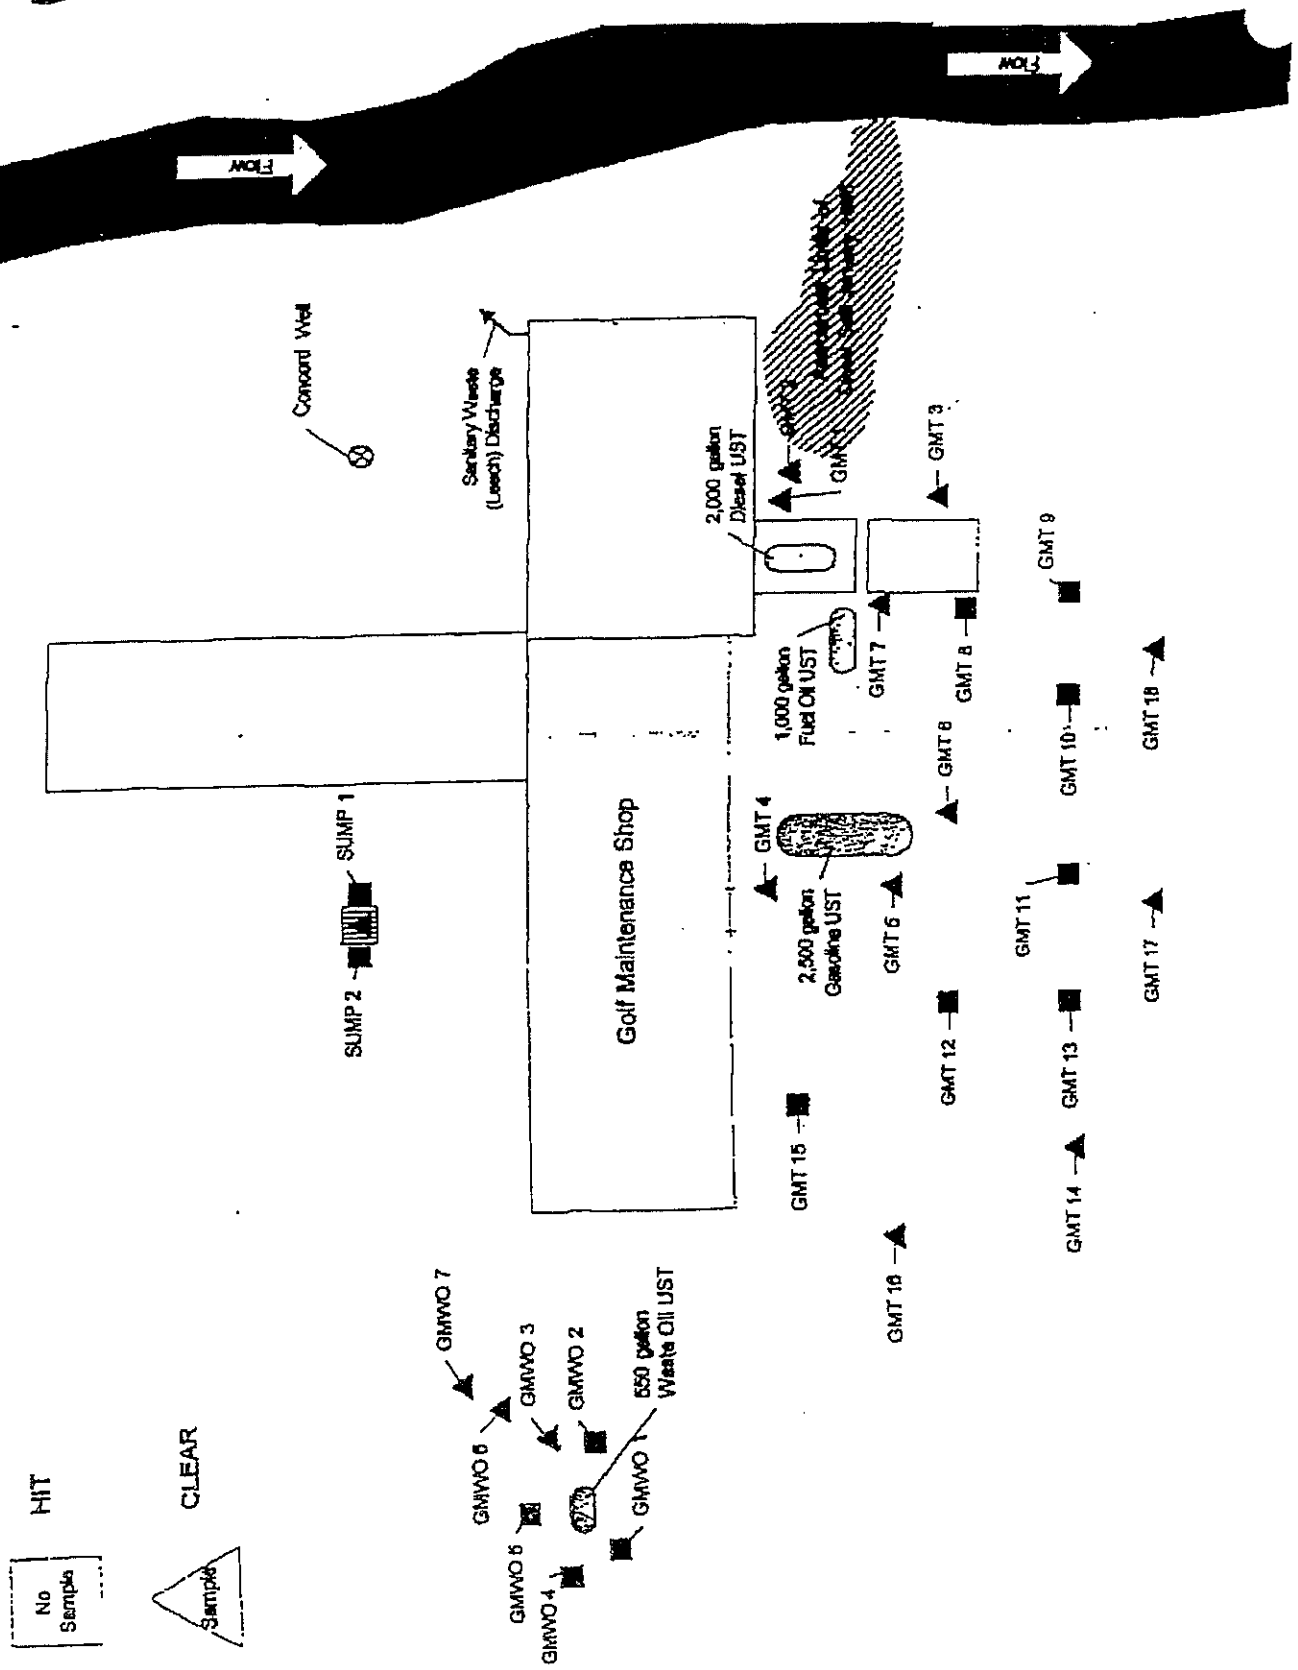 Flow
Flow
Concord Well
Sanitary Waste
(Leach) Discharge
2,000 gallon
Diesel UST
GMT 3
GMT 9
1,000 gallon
Fuel Oil UST
GMT 7
GMT 8
GMT 6
GMT 10
GMT 18
SUMP 1
SUMP 2
Golf Maintenance Shop
GMT 4
2,500 gallon
Gasoline UST
GMT 5
GMT 11
GMT 17
GMT 12
GMT 13
GMT 15
GMT 14
GMT 16
GMWO 7
GMWO 3
GMWO 2
550 gallon
Waste Oil UST
GMWO 6
GMWO 1
GMWO 5
GMWO 4
HIT
No
Sample
CLEAR
Sample